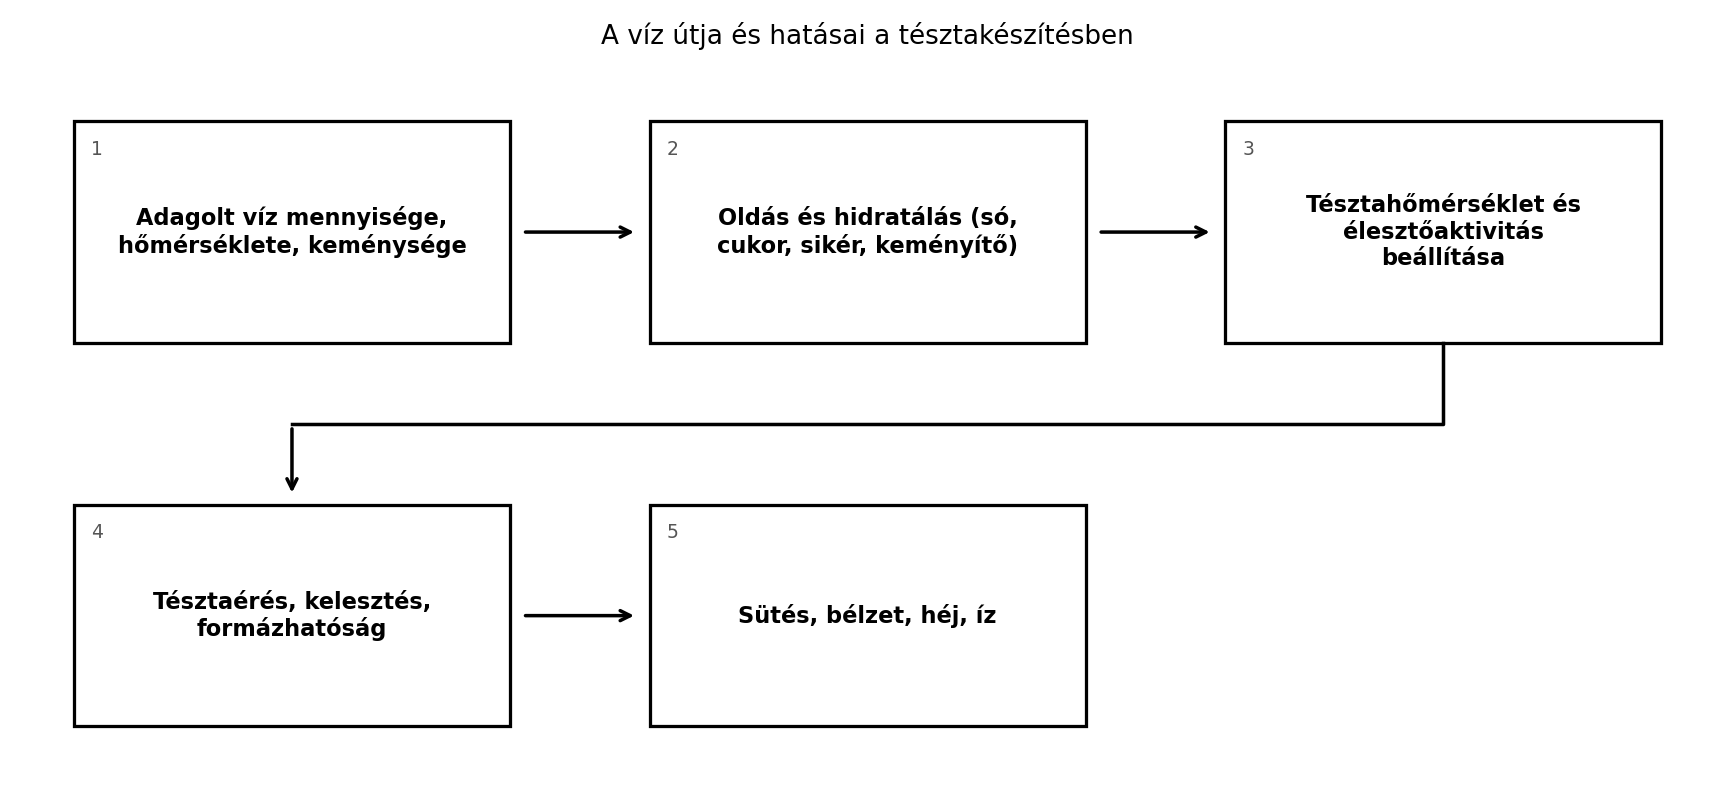 A víz útja és hatásai a tésztakészítésben
1
Adagolt víz mennyisége,
hőmérséklete, keménysége
2
Oldás és hidratálás (só,
cukor, sikér, keményítő)
3
Tésztahőmérséklet és
élesztőaktivitás
beállítása
4
Tésztaérés, kelesztés,
formázhatóság
5
Sütés, bélzet, héj, íz